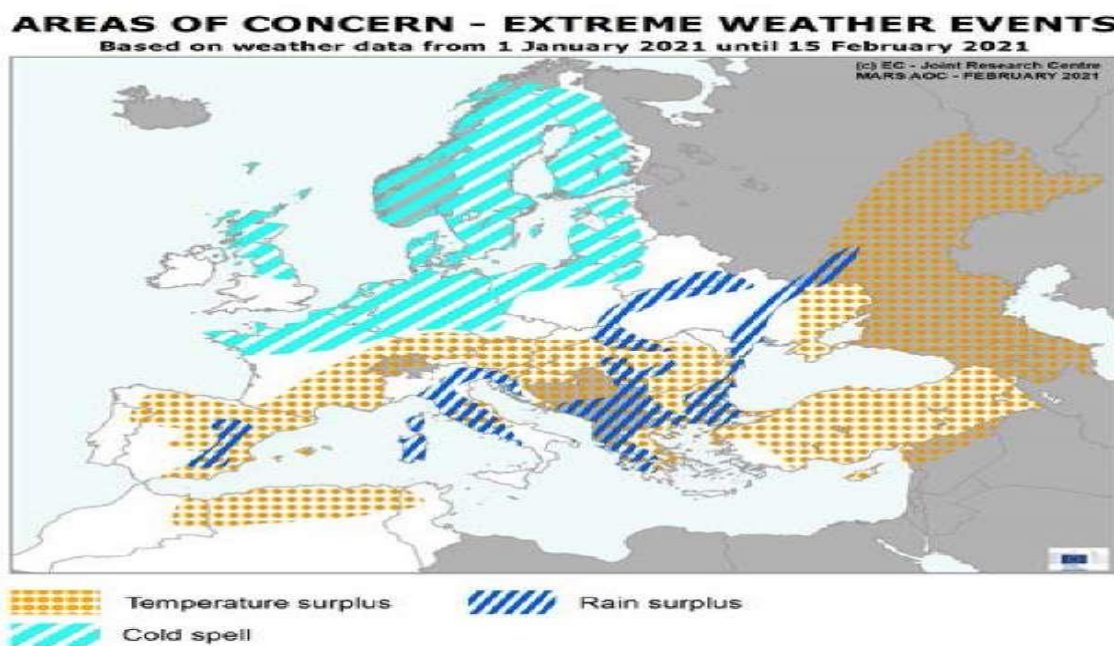 AREAS OF CONCERN - EXTREME WEATHER EVENTS
Based on weather data from 1 January 2021 until 15 February 2021
(c) EC - Joint Research Centre
MARS AOC - FEBRUARY 2021
Temperature surplus
Rain surplus
Cold spell